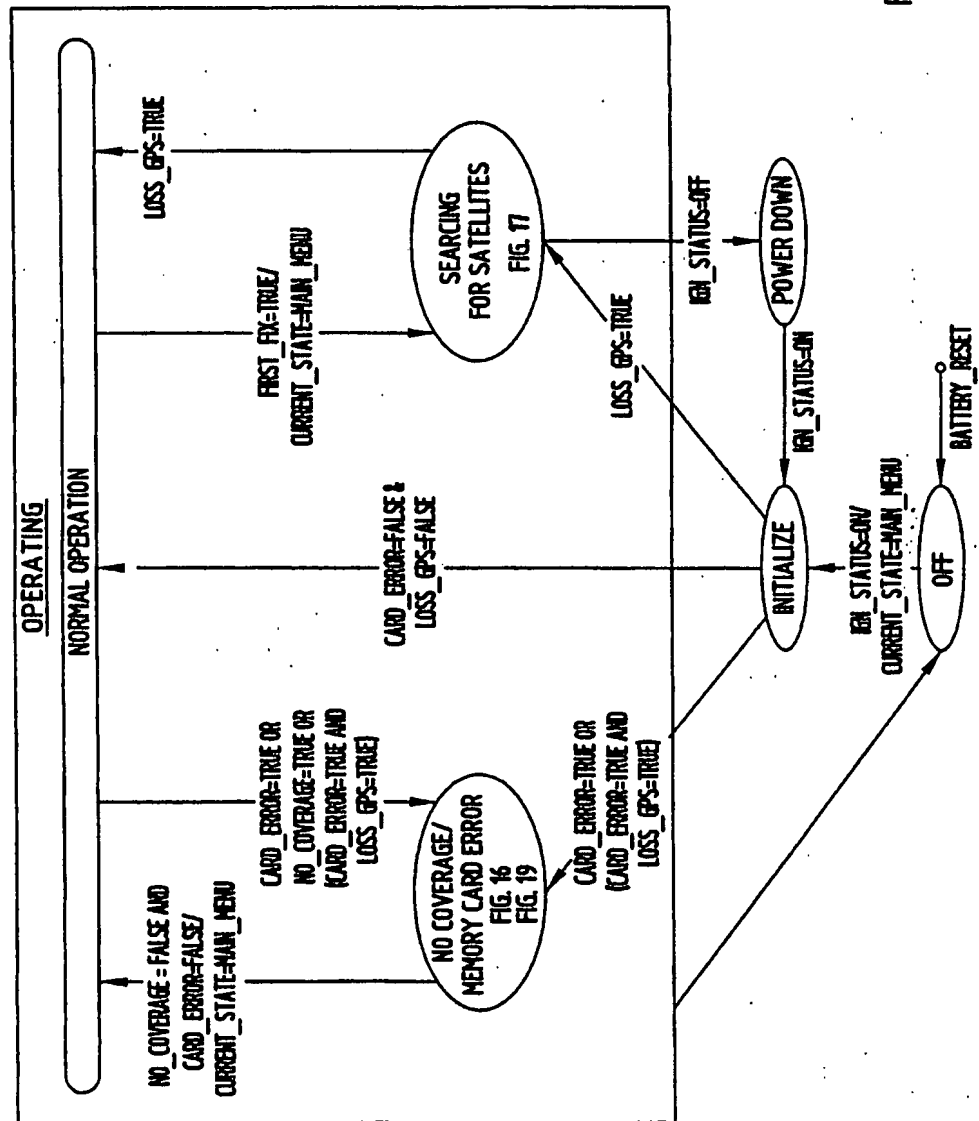 OPERATING
NORMAL OPERATION
NO_COVERAGE = FALSE AND
CARD_ERROR=FALSE/
CURRENT_STATE=MAIN_MENU
CARD_ERROR=TRUE OR
NO_COVERAGE=TRUE OR
(CARD_ERROR=TRUE AND
LOSS_GPS=TRUE)
CARD_ERROR=FALSE &
LOSS_GPS=FALSE
FIRST_FIX=TRUE/
CURRENT_STATE=MAIN_MENU
LOSS_GPS=TRUE
NO COVERAGE/
MEMORY CARD ERROR
FIG. 16
FIG. 19
SEARCING
FOR SATELLITES
FIG. 17
CARD_ERROR=TRUE OR
(CARD_ERROR=TRUE AND
LOSS_GPS=TRUE)
LOSS_GPS=TRUE
IGN_STATUS=OFF
INITIALIZE
IGN_STATUS=ON
POWER DOWN
IGN_STATUS=ON/
CURRENT_STATE=MAIN_MENU
OFF
BATTERY_RESET